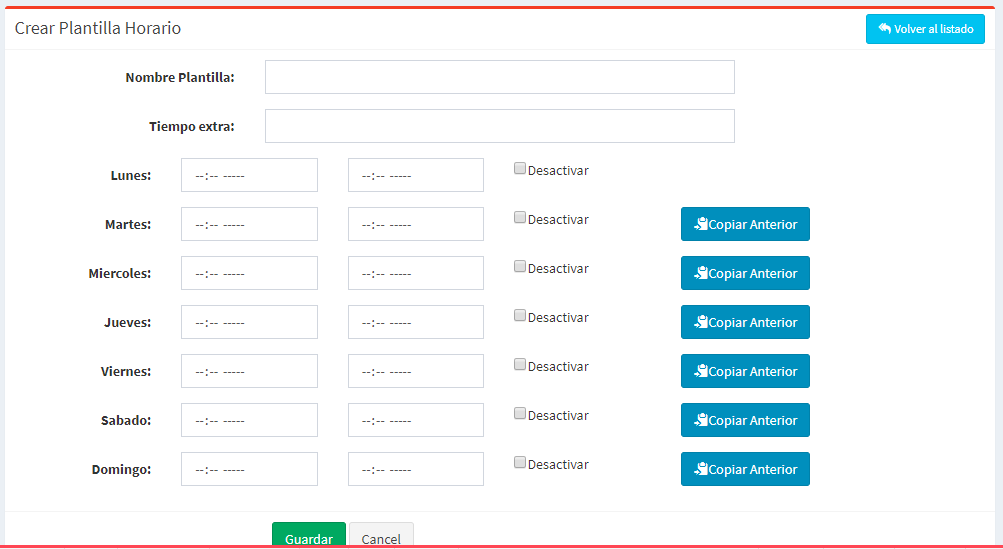 Crear Plantilla Horario Volver al listado
Nombre Plantilla:
Tiempo extra:
Lunes: --:-- ----- --:-- ----- Desactivar
Martes: --:-- ----- --:-- ----- Desactivar Copiar Anterior
Miercoles: --:-- ----- --:-- ----- Desactivar Copiar Anterior
Jueves: --:-- ----- --:-- ----- Desactivar Copiar Anterior
Viernes: --:-- ----- --:-- ----- Desactivar Copiar Anterior
Sabado: --:-- ----- --:-- ----- Desactivar Copiar Anterior
Domingo: --:-- ----- --:-- ----- Desactivar Copiar Anterior
Guardar Cancel